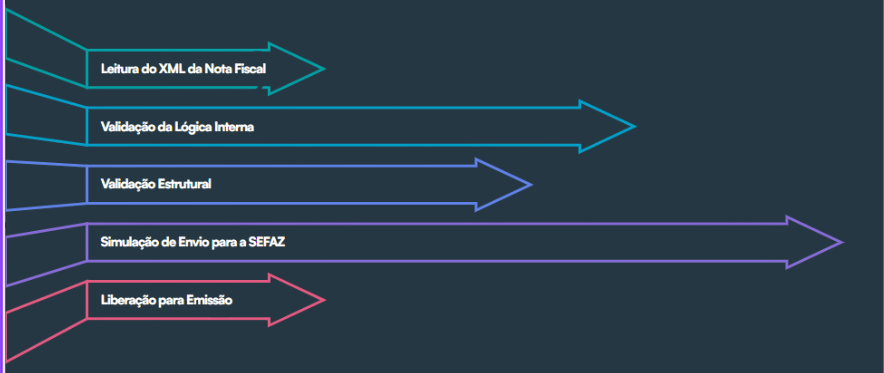 Leitura do XML da Nota Fiscal
Validação da Lógica Interna
Validação Estrutural
Simulação de Envio para a SEFAZ
Liberação para Emissão